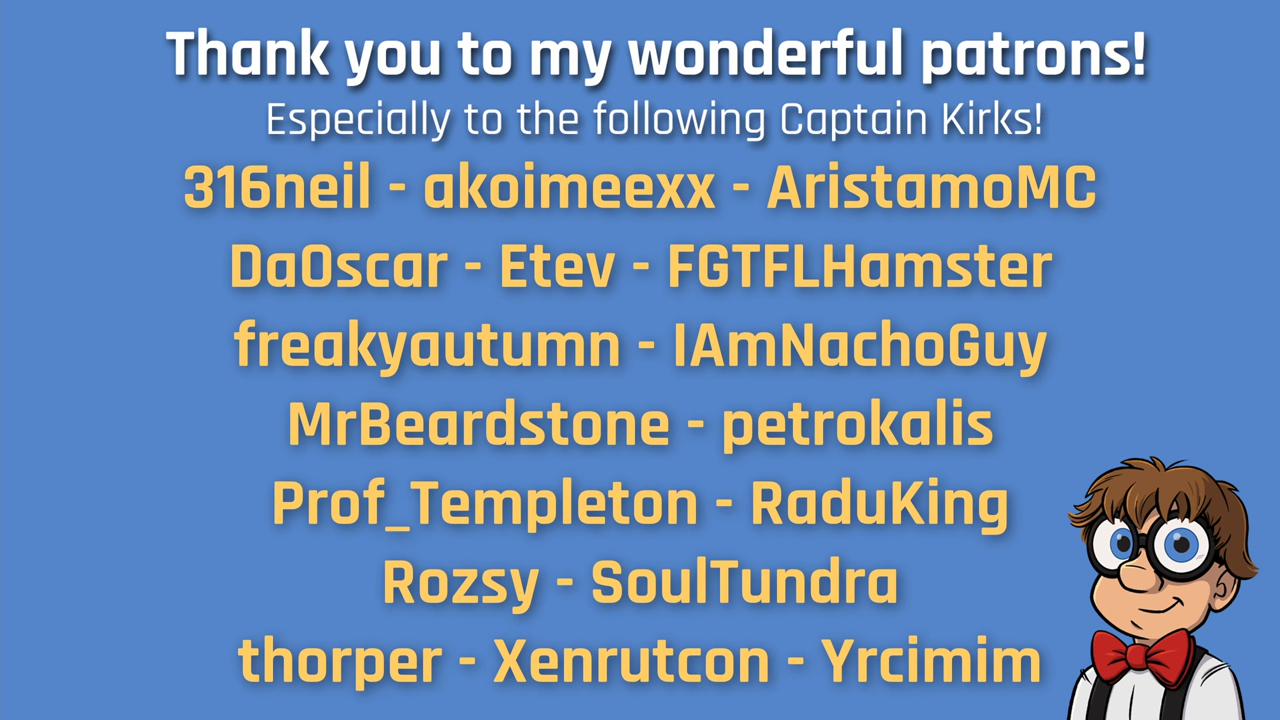 Thank you to my wonderful patrons!
Especially to the following Captain Kirks!
316neil - akoimeexx - AristamoMC
DaOscar - Etev - FGTFLHamster
freakyautumn - IAmNachoGuy
MrBeardstone - petrokalis
Prof_Templeton - RaduKing
Rozsy - SoulTundra
thorper - Xenrutcon - Yrcimim